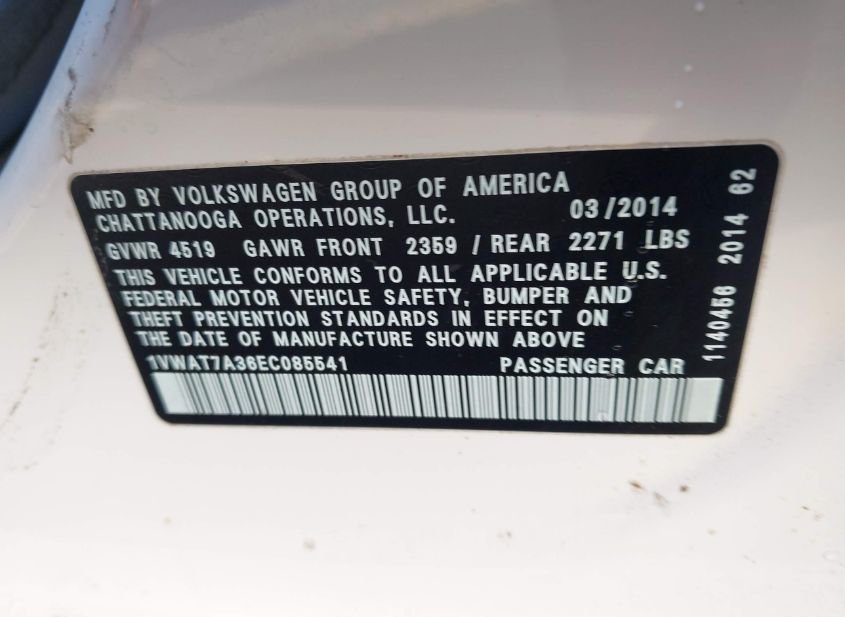 MFD BY VOLKSWAGEN GROUP OF AMERICA
CHATTANOOGA OPERATIONS, LLC. 03/2014
GVWR 4519 GAWR FRONT 2359 / REAR 2271 LBS
THIS VEHICLE CONFORMS TO ALL APPLICABLE U.S.
FEDERAL MOTOR VEHICLE SAFETY, BUMPER AND
THEFT PREVENTION STANDARDS IN EFFECT ON
THE DATE OF MANUFACTURE SHOWN ABOVE
1VWAT7A36EC085541 PASSENGER CAR
1140456 2014 62